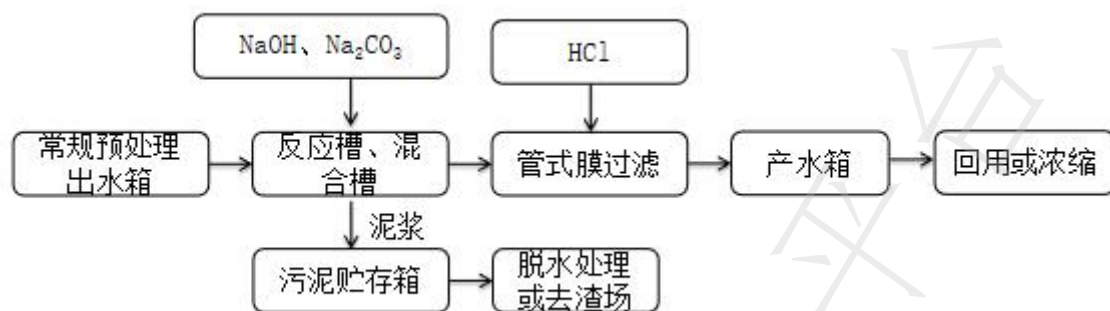 NaOH、Na₂CO₃
HCl
常规预处理
出水箱
反应槽、混
合槽
管式膜过滤
产水箱
回用或浓缩
泥浆
污泥贮存箱
脱水处理
或去渣场
平台